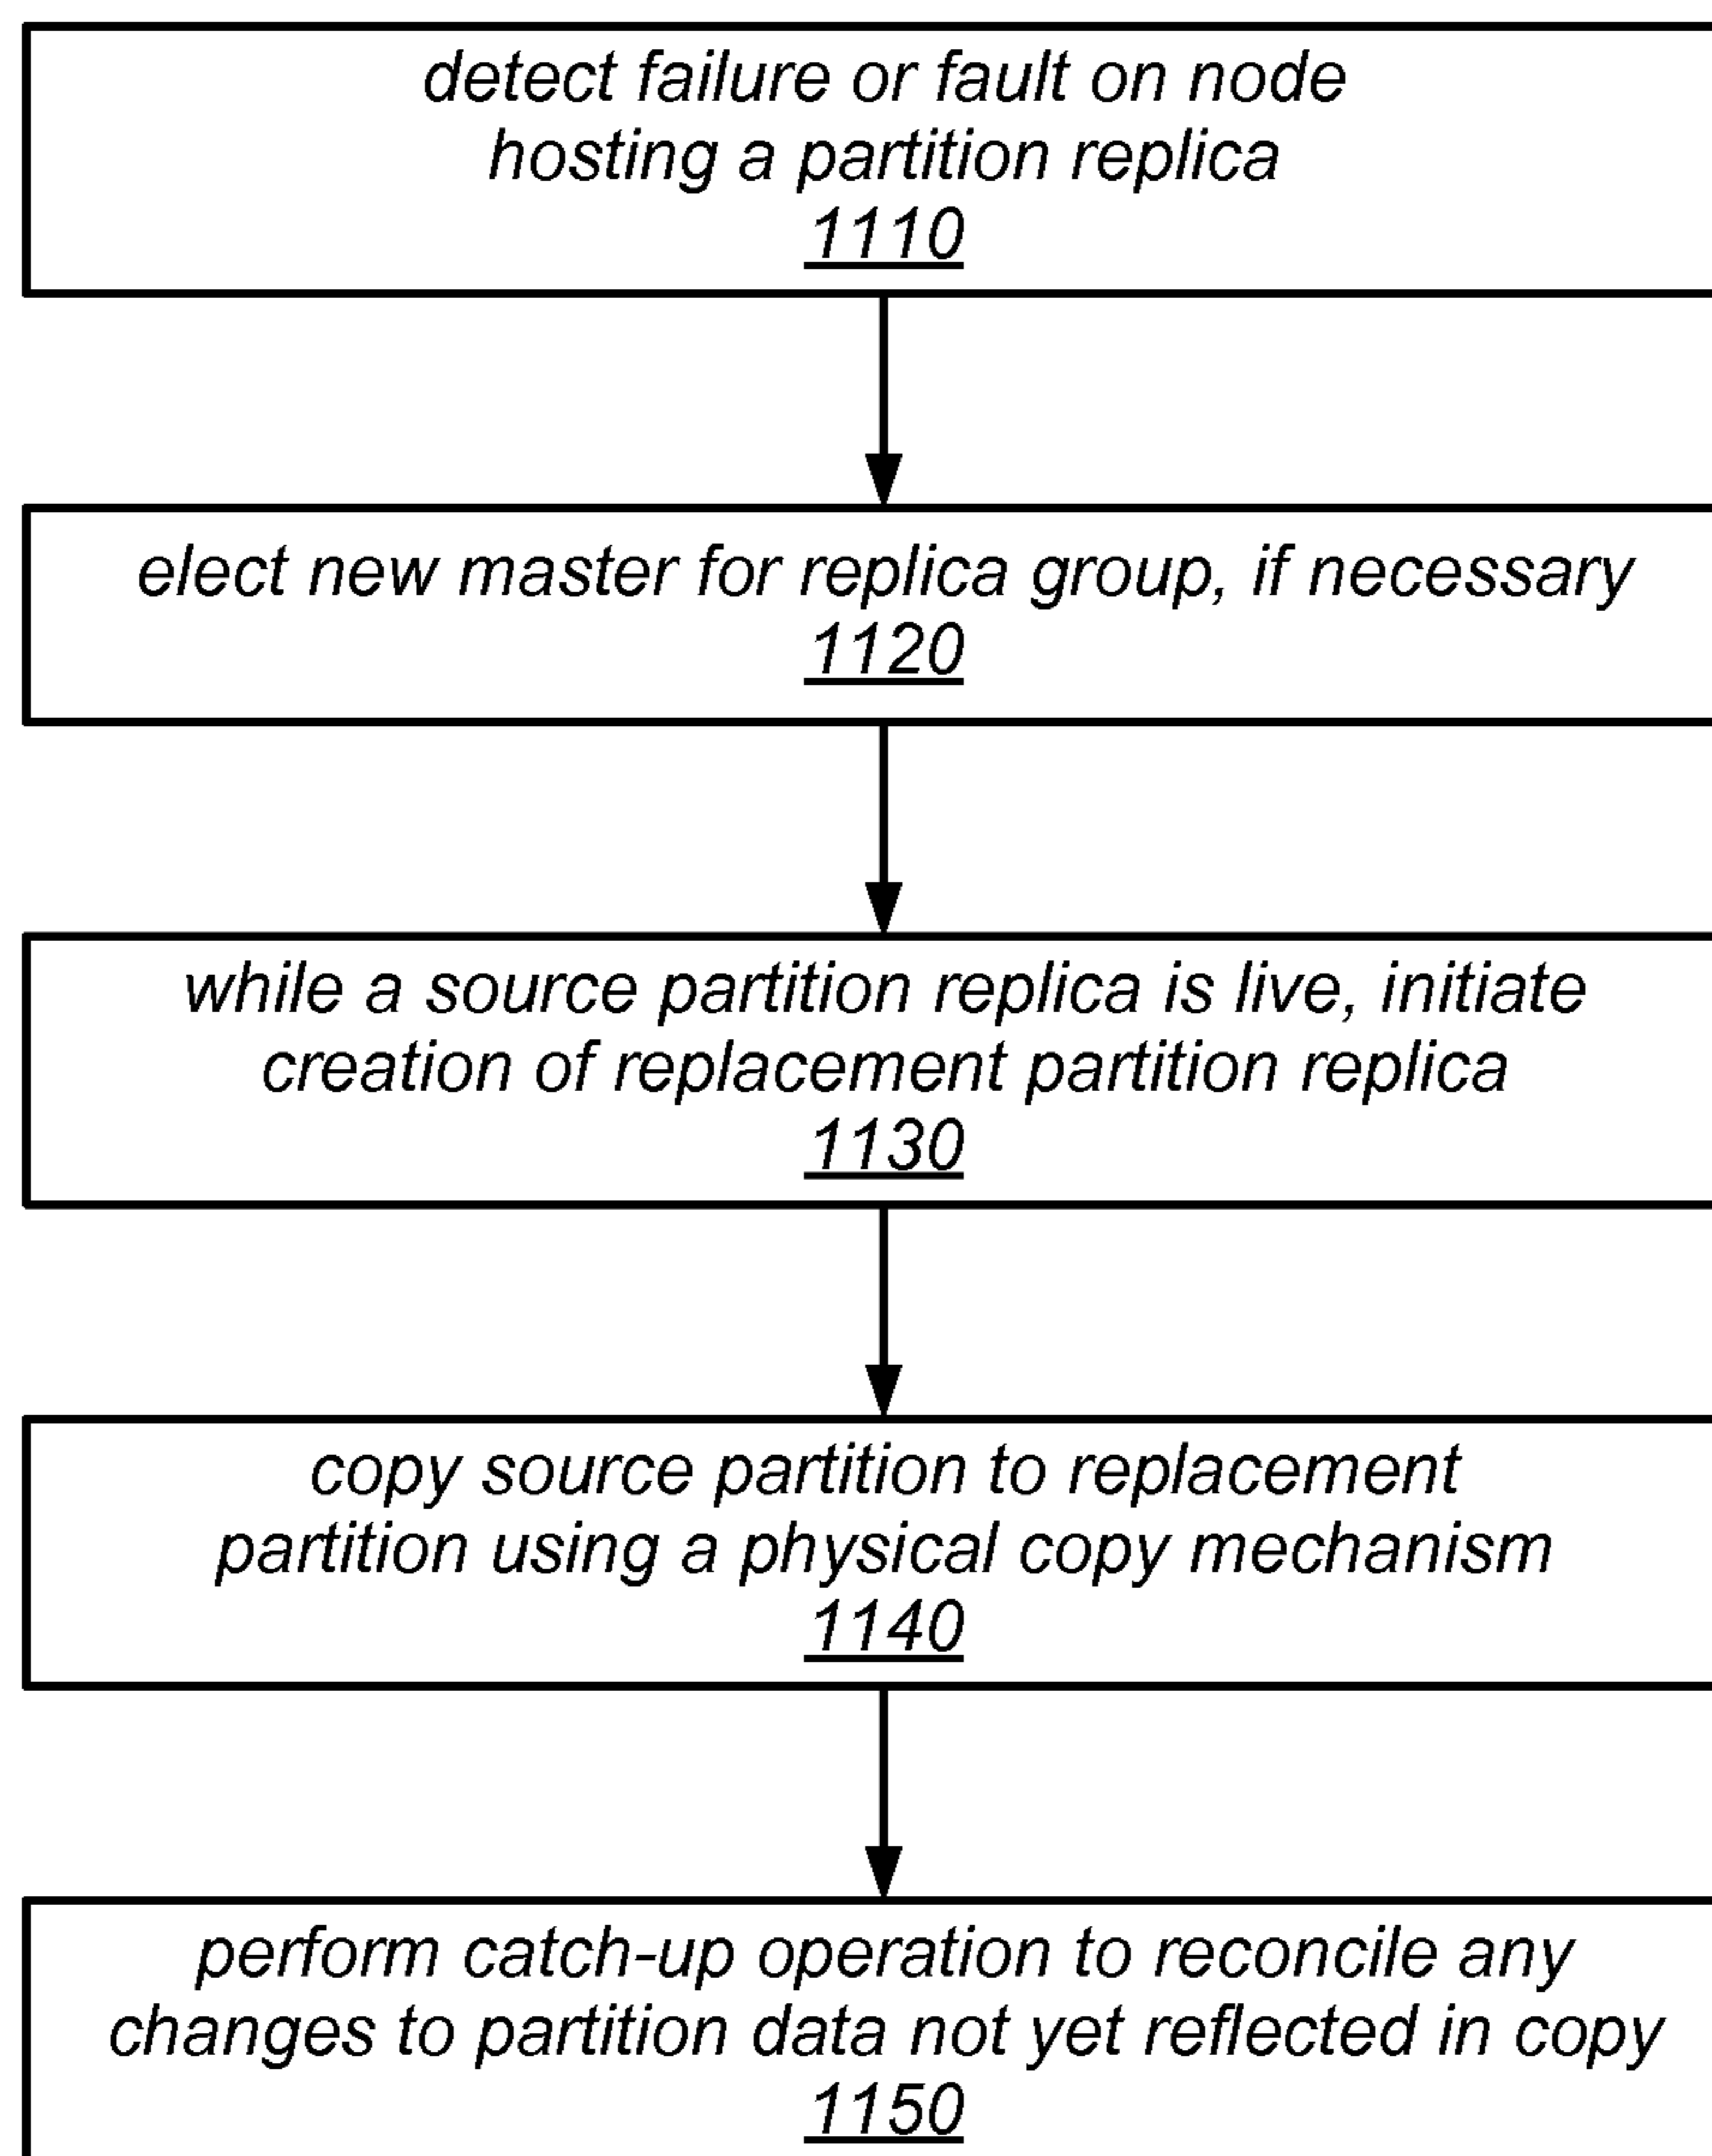 detect failure or fault on node
hosting a partition replica
1110
elect new master for replica group, if necessary
1120
while a source partition replica is live, initiate
creation of replacement partition replica
1130
copy source partition to replacement
partition using a physical copy mechanism
1140
perform catch-up operation to reconcile any
changes to partition data not yet reflected in copy
1150